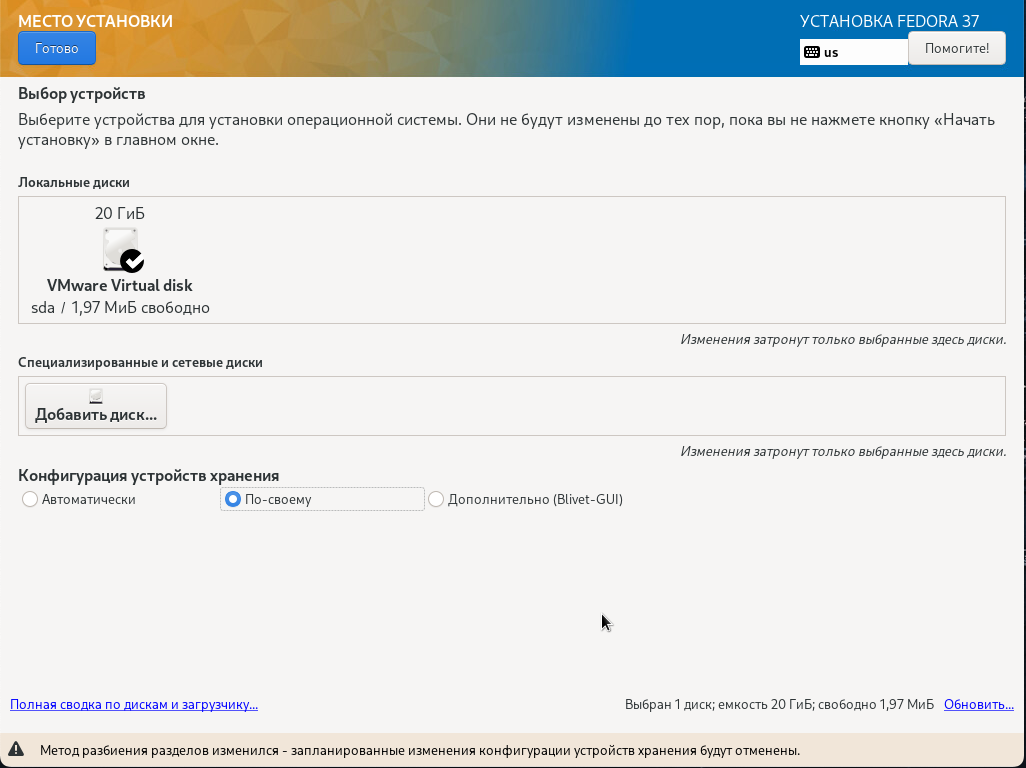 МЕСТО УСТАНОВКИ
УСТАНОВКА FEDORA 37
Готово
us
Помогите!
Выбор устройств
Выберите устройства для установки операционной системы. Они не будут изменены до тех пор, пока вы не нажмете кнопку «Начать
установку» в главном окне.
Локальные диски
20 ГиБ
VMware Virtual disk
sda / 1,97 МиБ свободно
Изменения затронут только выбранные здесь диски.
Специализированные и сетевые диски
Добавить диск...
Изменения затронут только выбранные здесь диски.
Конфигурация устройств хранения
Автоматически
По-своему
Дополнительно (Blivet-GUI)
Полная сводка по дискам и загрузчику...
Выбран 1 диск; емкость 20 ГиБ; свободно 1,97 МиБ
Обновить...
Метод разбиения разделов изменился - запланированные изменения конфигурации устройств хранения будут отменены.